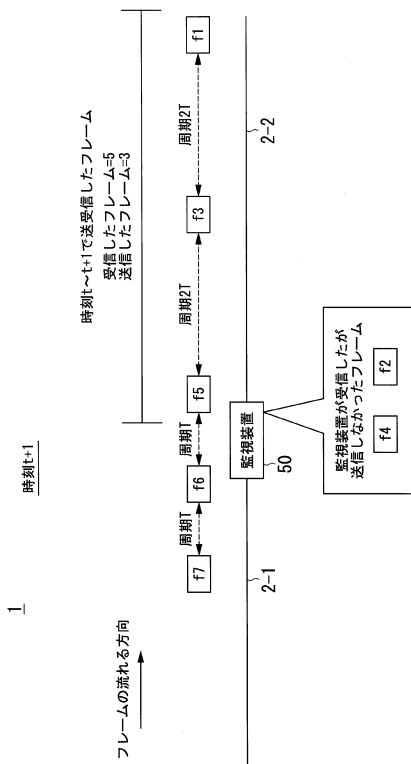 1
時刻t+1
フレームの流れる方向
時刻t~t+1で送受信したフレーム
受信したフレーム=5
送信したフレーム=3
f7
周期T
f6
周期T
f5
周期2T
f3
周期2T
f1
2-1
監視装置
50
2-2
監視装置が受信したが
送信しなかったフレーム
f4
f2